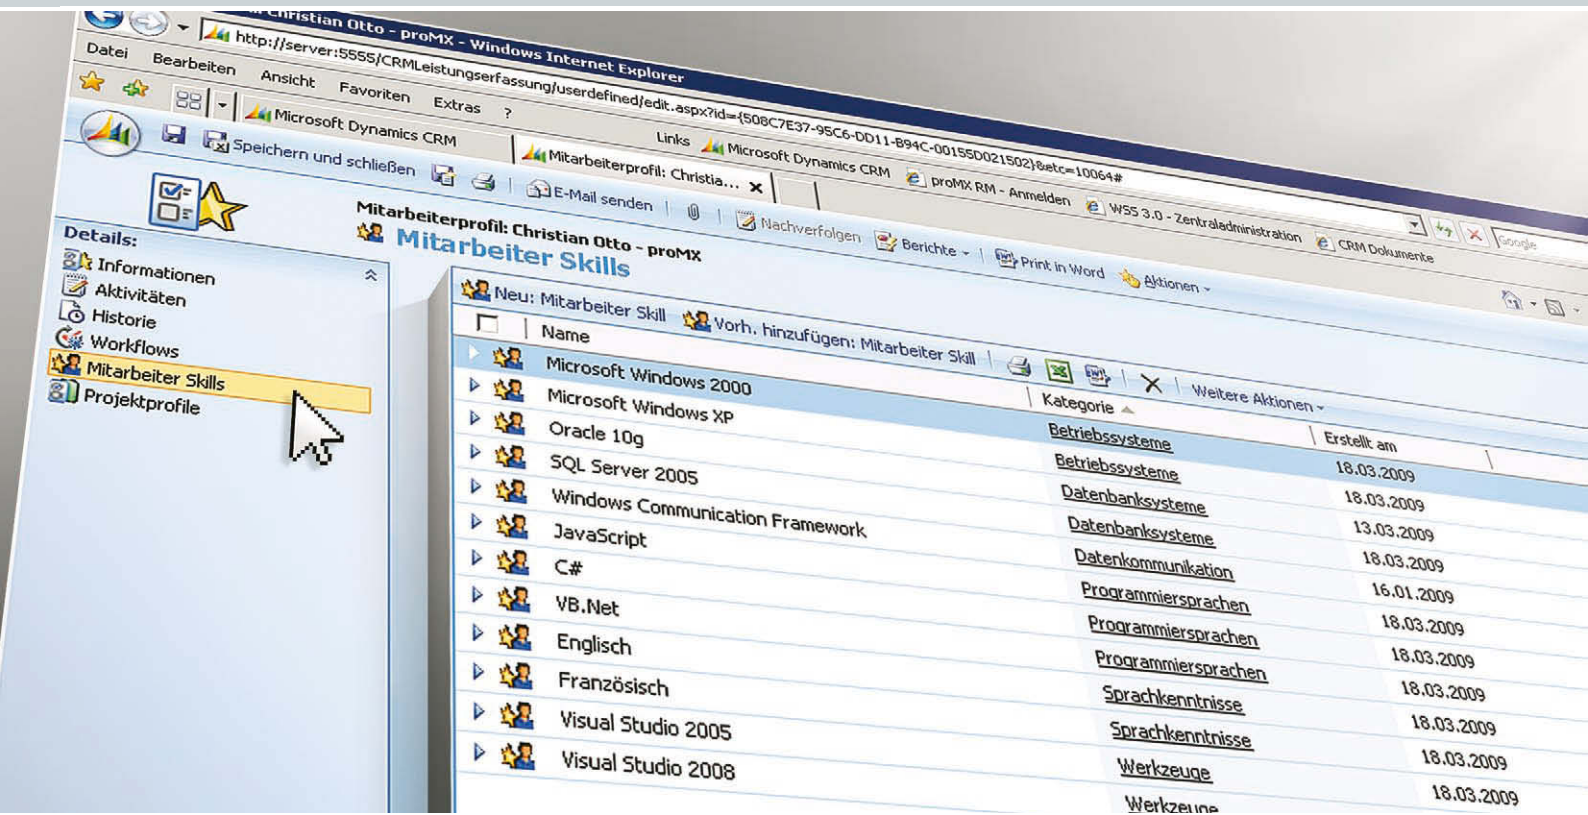 Christian Otto - proMX - Windows Internet Explorer
http://server:5555/CRMLeistungserfassung/userdefined/edit.aspx?id={508C7E37-95C6-DD11-B94C-00155D021502}&etc=10064#
Google
Datei Bearbeiten Ansicht Favoriten Extras ?
Links Microsoft Dynamics CRM proMX RM - Anmelden WSS 3.0 - Zentraladministration CRM Dokumente
Microsoft Dynamics CRM Mitarbeiterprofil: Christia...
Speichern und schließen E-Mail senden Nachverfolgen Berichte Print in Word Aktionen
Mitarbeiterprofil: Christian Otto - proMX
Mitarbeiter Skills
Details:
Informationen
Aktivitäten
Historie
Workflows
Mitarbeiter Skills
Projektprofile
Neu: Mitarbeiter Skill Vorh. hinzufügen: Mitarbeiter Skill Weitere Aktionen
Name Kategorie Erstellt am
Microsoft Windows 2000 Betriebssysteme 18.03.2009
Microsoft Windows XP Betriebssysteme 18.03.2009
Oracle 10g Datenbanksysteme 13.03.2009
SQL Server 2005 Datenbanksysteme 18.03.2009
Windows Communication Framework Datenkommunikation 16.01.2009
JavaScript Programmiersprachen 18.03.2009
C# Programmiersprachen 18.03.2009
VB.Net Programmiersprachen 18.03.2009
Englisch Sprachkenntnisse 18.03.2009
Französisch Sprachkenntnisse 18.03.2009
Visual Studio 2005 Werkzeuge 18.03.2009
Visual Studio 2008 Werkzeuge